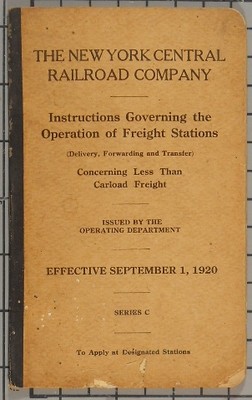 THE NEW YORK CENTRAL
RAILROAD COMPANY
Instructions Governing the
Operation of Freight Stations
(Delivery, Forwarding and Transfer)
Concerning Less Than
Carload Freight
ISSUED BY THE
OPERATING DEPARTMENT
EFFECTIVE SEPTEMBER 1, 1920
SERIES C
To Apply at Designated Stations